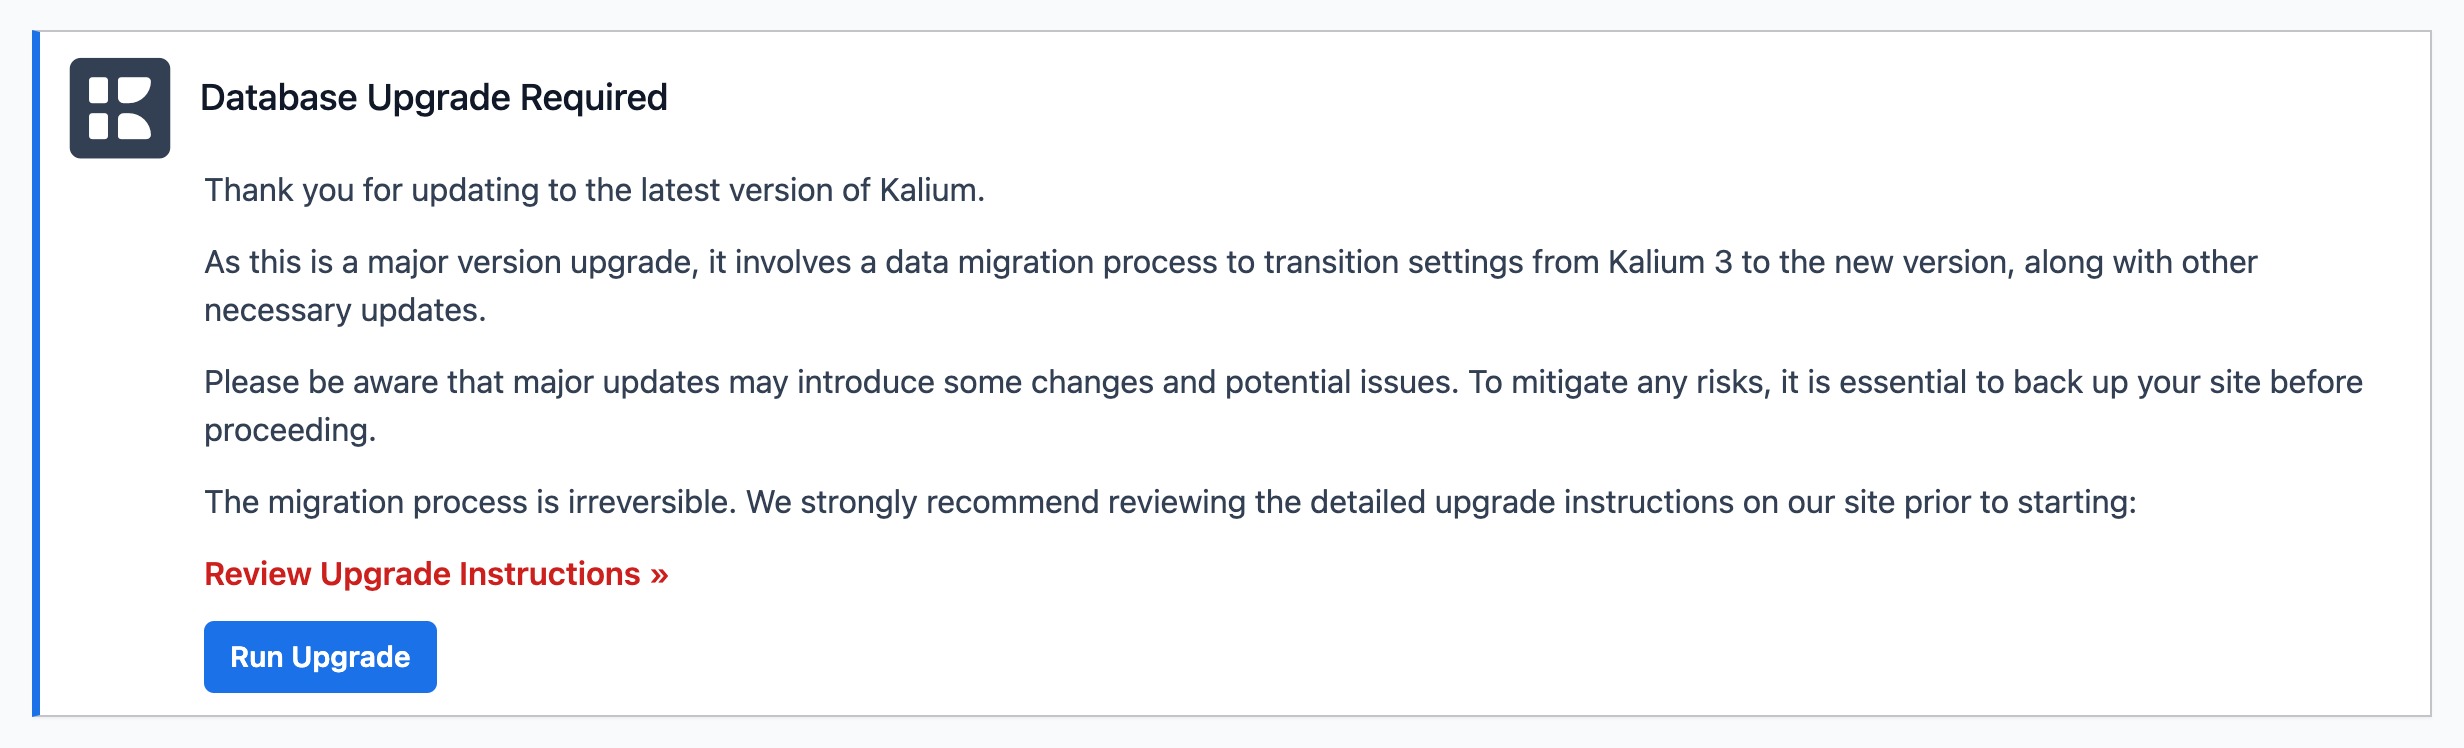 Database Upgrade Required
Thank you for updating to the latest version of Kalium.
As this is a major version upgrade, it involves a data migration process to transition settings from Kalium 3 to the new version, along with other
necessary updates.
Please be aware that major updates may introduce some changes and potential issues. To mitigate any risks, it is essential to back up your site before
proceeding.
The migration process is irreversible. We strongly recommend reviewing the detailed upgrade instructions on our site prior to starting:
Review Upgrade Instructions »
Run Upgrade